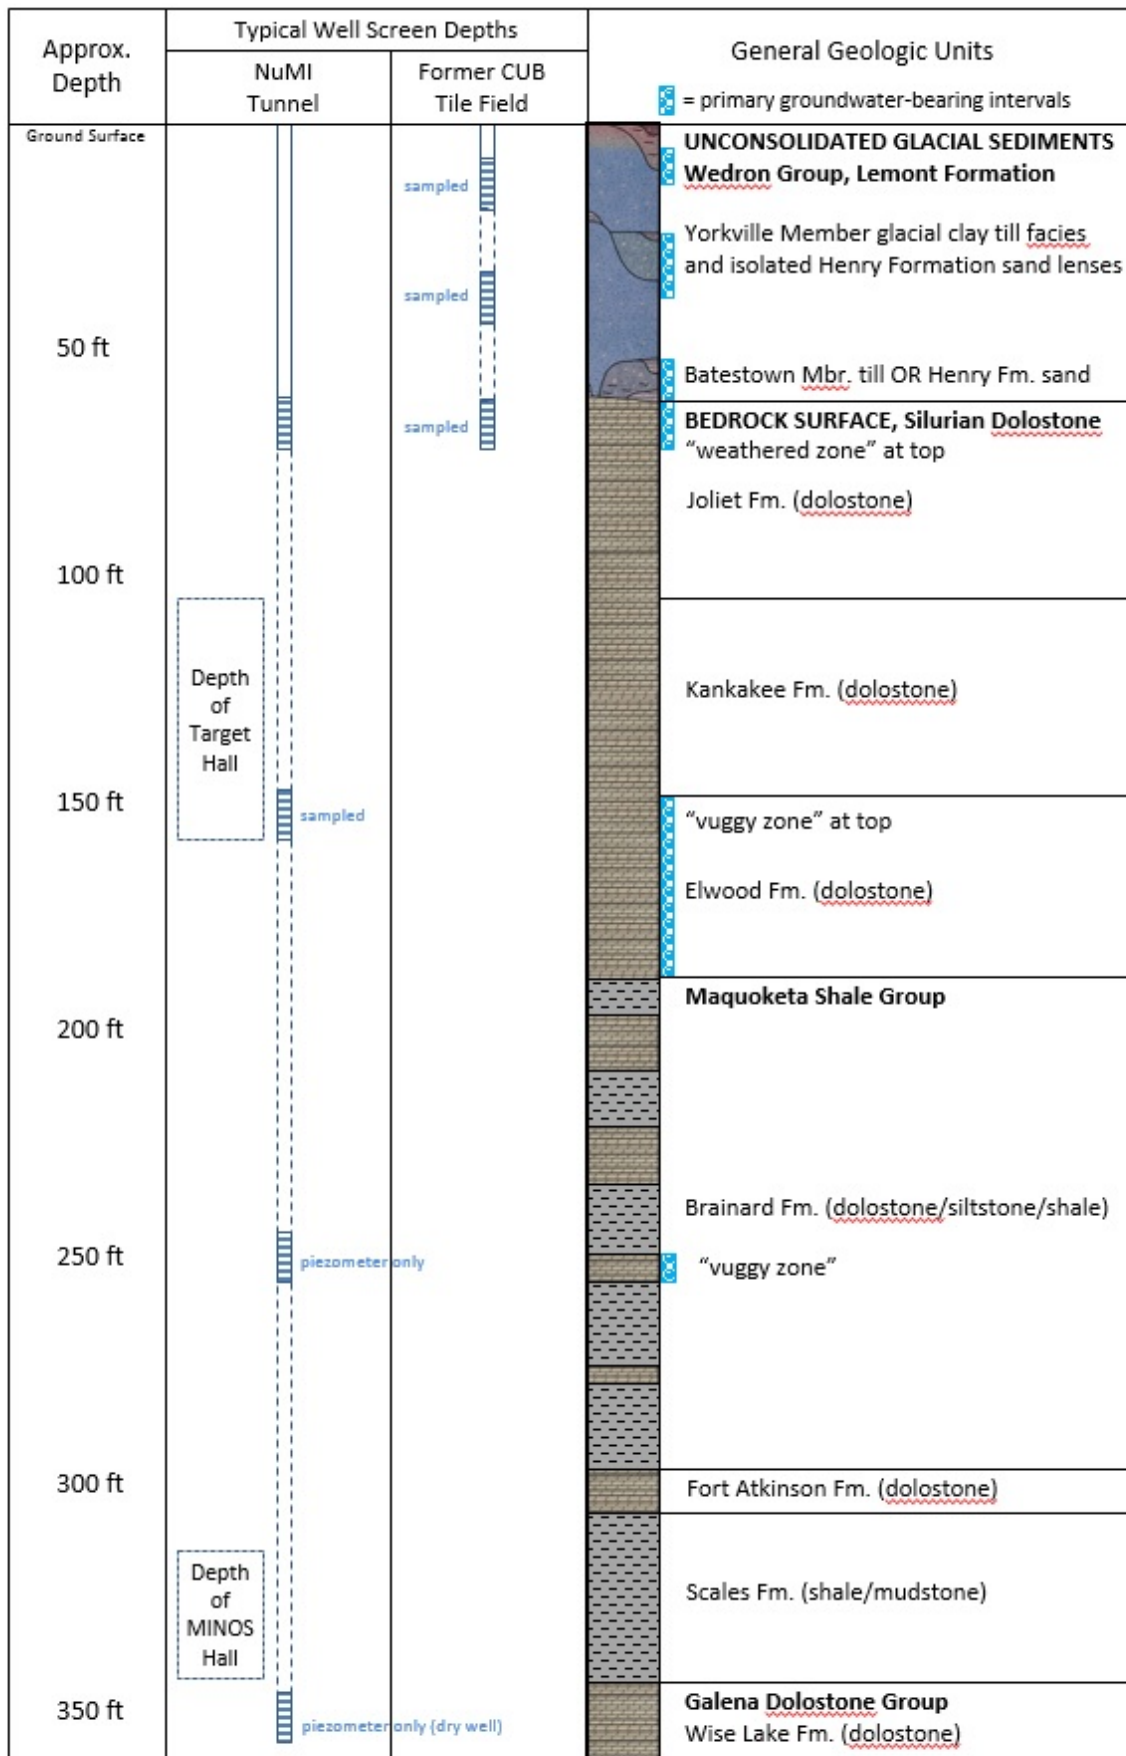 Approx.
Depth
Typical Well Screen Depths
NuMI
Tunnel
Former CUB
Tile Field
General Geologic Units
= primary groundwater-bearing intervals
Ground Surface
UNCONSOLIDATED GLACIAL SEDIMENTS
Wedron Group, Lemont Formation
sampled
Yorkville Member glacial clay till facies
and isolated Henry Formation sand lenses
sampled
50 ft
Batestown Mbr. till OR Henry Fm. sand
BEDROCK SURFACE, Silurian Dolostone
sampled
"weathered zone" at top
Joliet Fm. (dolostone)
100 ft
Depth
of
Target
Hall
Kankakee Fm. (dolostone)
150 ft
sampled
"vuggy zone" at top
Elwood Fm. (dolostone)
Maquoketa Shale Group
200 ft
Brainard Fm. (dolostone/siltstone/shale)
250 ft
piezometer only
"vuggy zone"
300 ft
Fort Atkinson Fm. (dolostone)
Depth
of
MINOS
Hall
Scales Fm. (shale/mudstone)
350 ft
piezometer only (dry well)
Galena Dolostone Group
Wise Lake Fm. (dolostone)